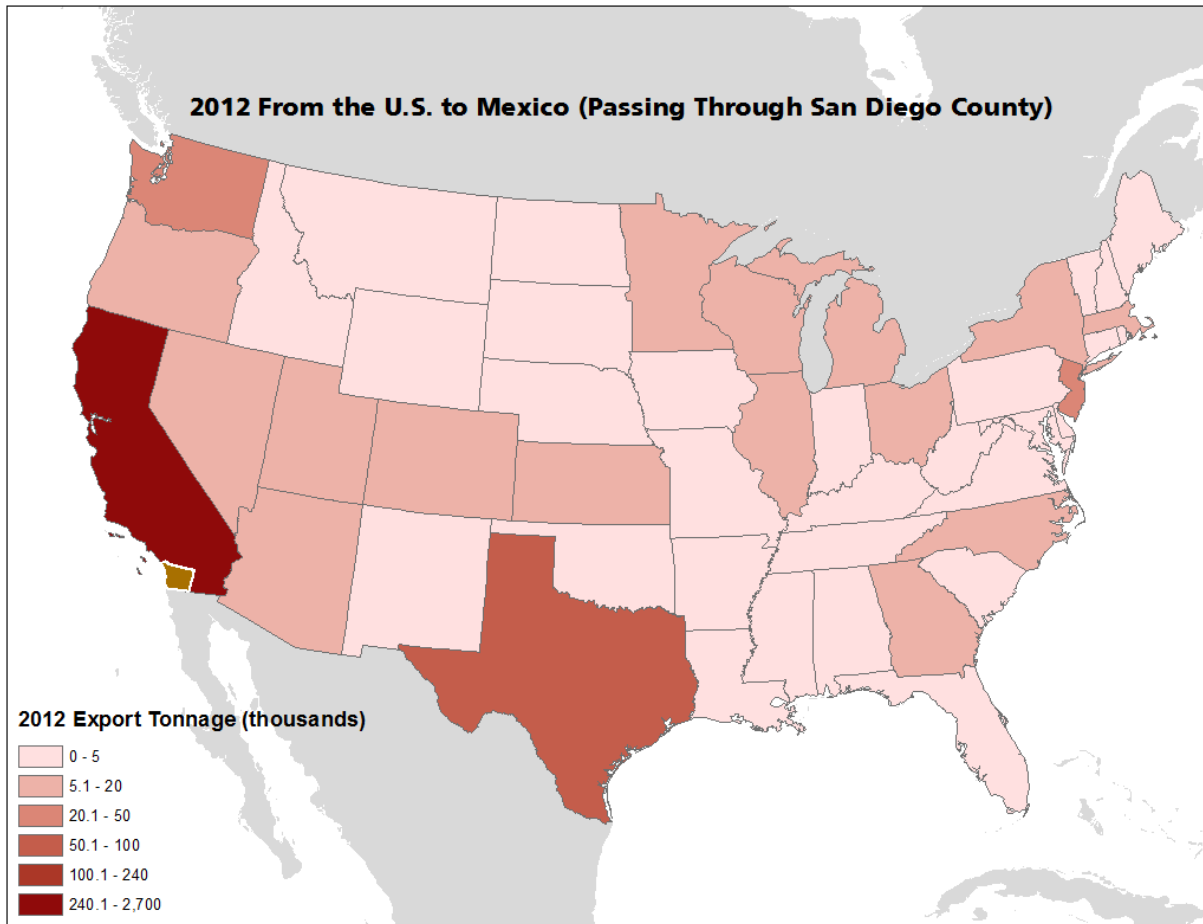 2012 From the U.S. to Mexico (Passing Through San Diego County)
2012 Export Tonnage (thousands)
0 - 5
5.1 - 20
20.1 - 50
50.1 - 100
100.1 - 240
240.1 - 2,700